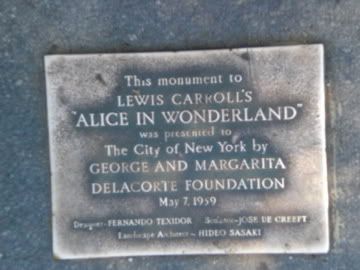 This monument to
LEWIS CARROLL'S
"ALICE IN WONDERLAND"
was presented to
The City of New York by
GEORGE AND MARGARITA
DELACORTE FOUNDATION
May 7, 1959
Designer-FERNANDO TEXIDOR Sculptor-JOSE DE CREEFT
Landscape Architect - HIDEO SASAKI